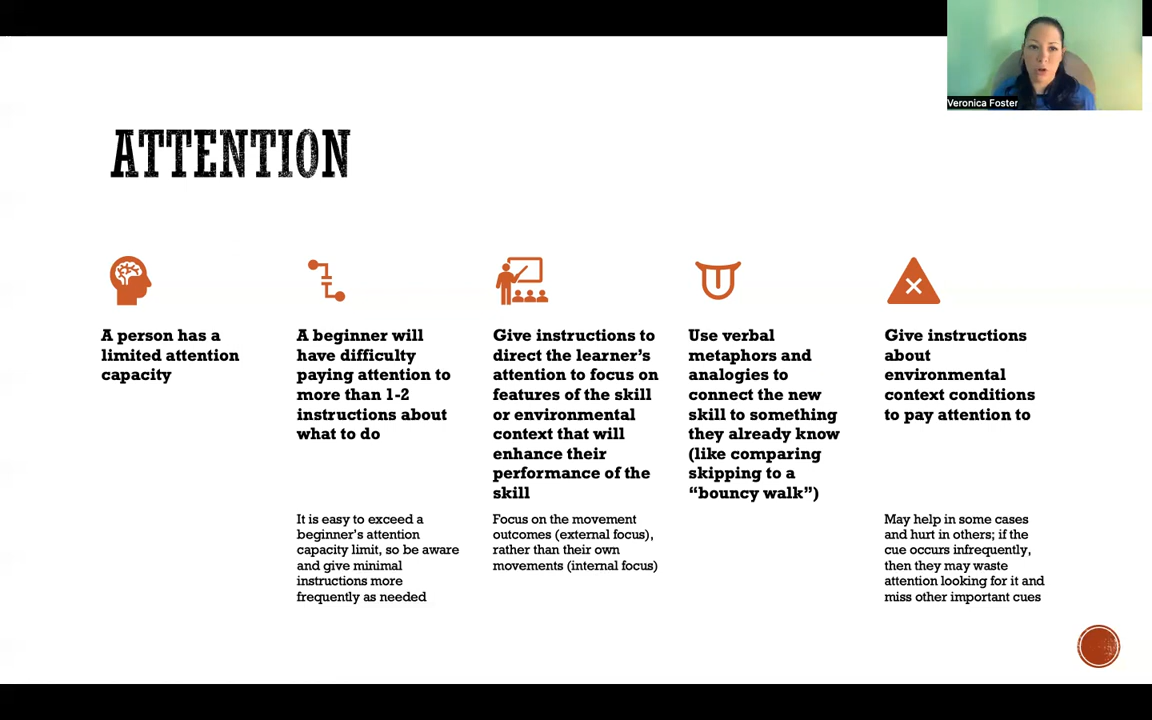 Veronica Foster
ATTENTION
A person has a
limited attention
capacity
A beginner will
have difficulty
paying attention to
more than 1-2
instructions about
what to do
It is easy to exceed a
beginner's attention
capacity limit, so be aware
and give minimal
instructions more
frequently as needed
Give instructions to
direct the learner's
attention to focus on
features of the skill
or environmental
context that will
enhance their
performance of the
skill
Focus on the movement
outcomes (external focus),
rather than their own
movements (internal focus)
Use verbal
metaphors and
analogies to
connect the new
skill to something
they already know
(like comparing
skipping to a
“bouncy walk”)
Give instructions
about
environmental
context conditions
to pay attention to
May help in some cases
and hurt in others; if the
cue occurs infrequently,
then they may waste
attention looking for it and
miss other important cues